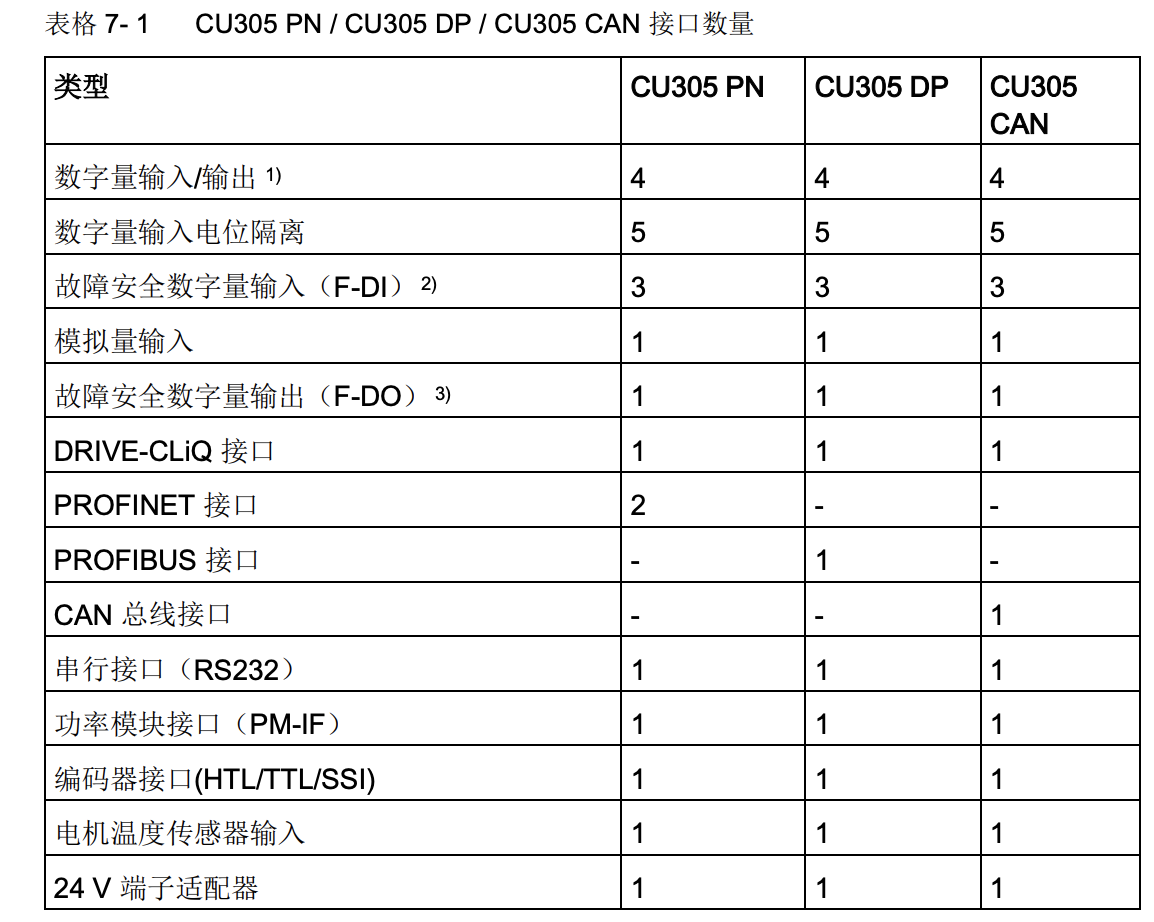 表格 7- 1 CU305 PN / CU305 DP / CU305 CAN 接口数量
类型 CU305 PN CU305 DP CU305
CAN
数字量输入/输出 1) 4 4 4
数字量输入电位隔离 5 5 5
故障安全数字量输入（F-DI） 2) 3 3 3
模拟量输入 1 1 1
故障安全数字量输出（F-DO） 3) 1 1 1
DRIVE-CLiQ 接口 1 1 1
PROFINET 接口 2 - -
PROFIBUS 接口 - 1 -
CAN 总线接口 - - 1
串行接口（RS232） 1 1 1
功率模块接口（PM-IF） 1 1 1
编码器接口(HTL/TTL/SSI) 1 1 1
电机温度传感器输入 1 1 1
24 V 端子适配器 1 1 1